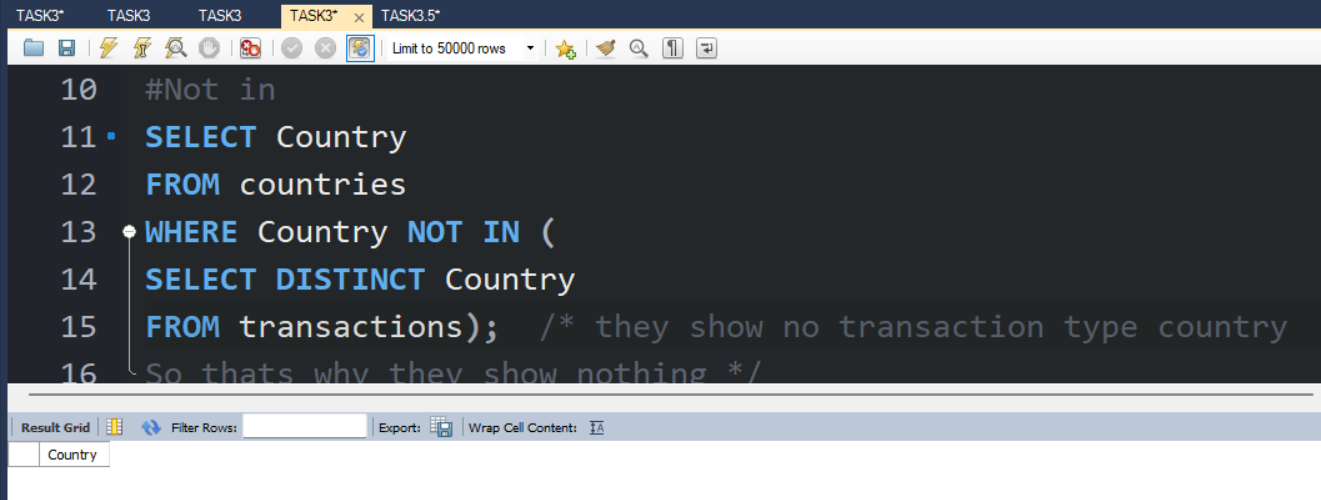 TASK3* TASK3 TASK3 TASK3* × TASK3.5*
Limit to 50000 rows
10 #Not in
11 SELECT Country
12 FROM countries
13 WHERE Country NOT IN (
14 SELECT DISTINCT Country
15 FROM transactions); /* they show no transaction type country
16 So thats why they show nothing */
Result Grid Filter Rows: Export: Wrap Cell Content: IA
Country